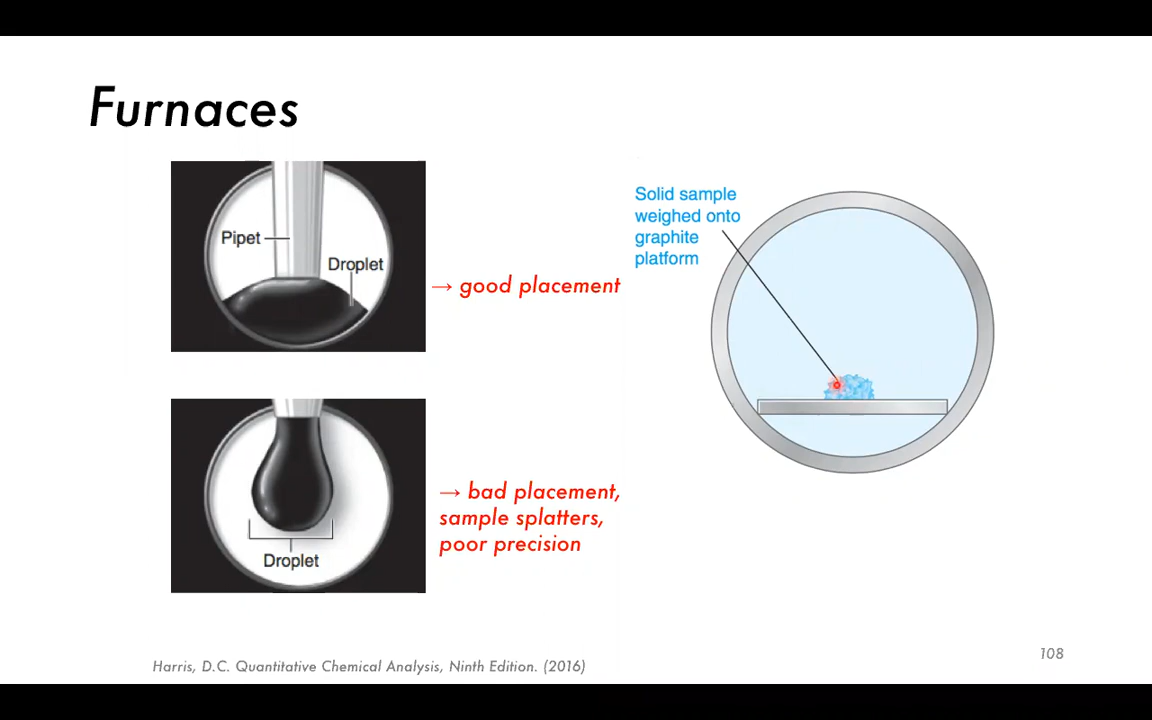 Furnaces
Pipet
Droplet
→ good placement
Droplet
→ bad placement,
sample splatters,
poor precision
Solid sample
weighed onto
graphite
platform
Harris, D.C. Quantitative Chemical Analysis, Ninth Edition. (2016)
108